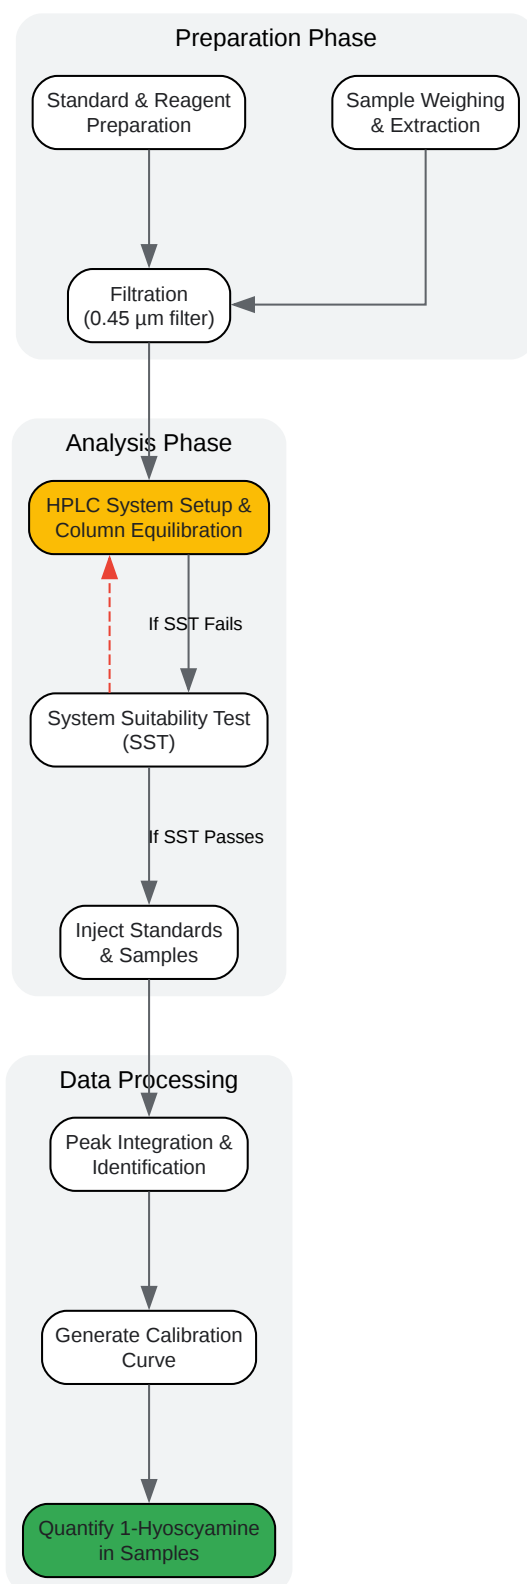 Preparation Phase
Standard & Reagent
Preparation
Sample Weighing
& Extraction
Filtration
(0.45 µm filter)
Analysis Phase
HPLC System Setup &
Column Equilibration
If SST Fails
System Suitability Test
(SST)
If SST Passes
Inject Standards
& Samples
Data Processing
Peak Integration &
Identification
Generate Calibration
Curve
Quantify 1-Hyoscyamine
in Samples